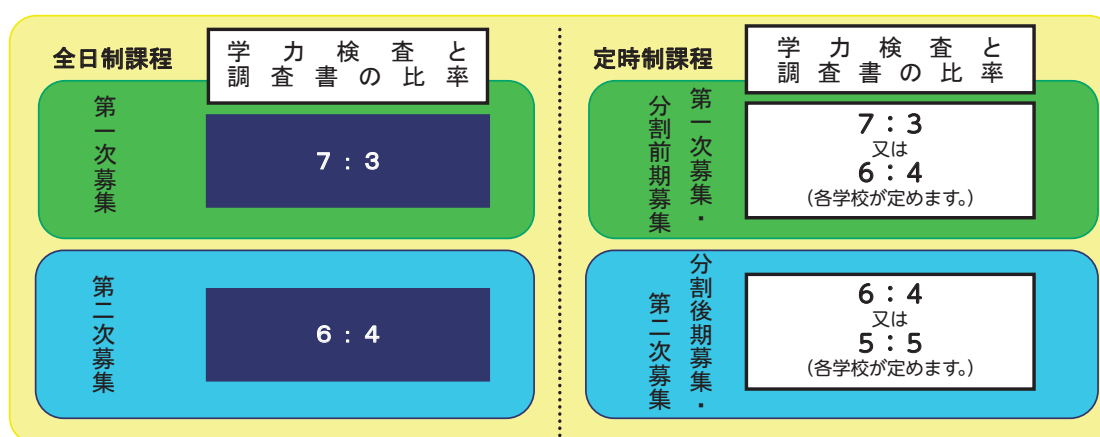 全日制課程
学力検査と
調査書の比率
第一次募集
7：3
第二次募集
6：4
定時制課程
学力検査と
調査書の比率
第一次募集・
分割前期募集
7：3
又は
6：4
(各学校が定めます。)
分割後期募集・
第二次募集
6：4
又は
5：5
(各学校が定めます。)